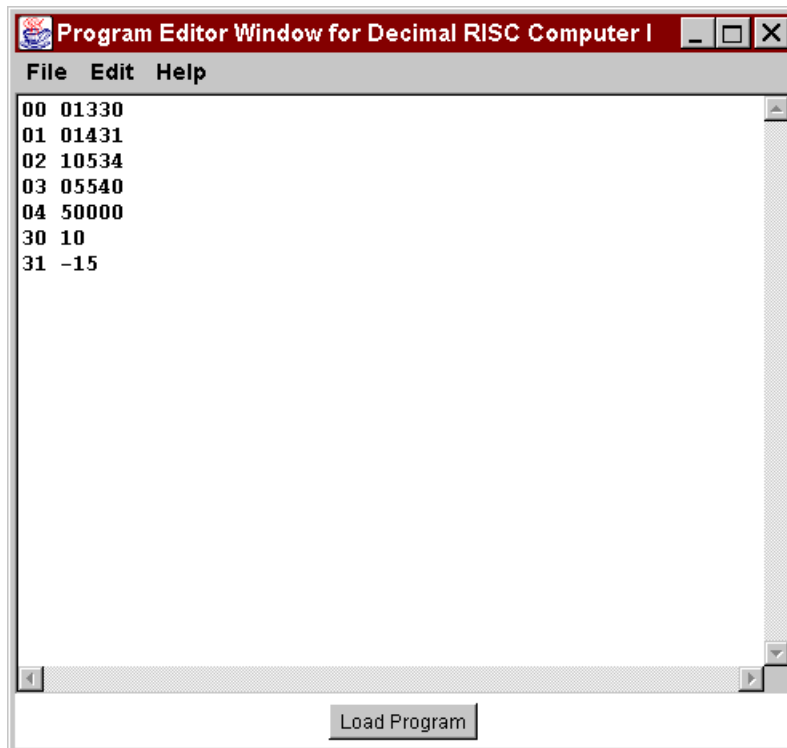 Program Editor Window for Decimal RISC Computer I
File Edit Help
00 01330
01 01431
02 10534
03 05540
04 50000
30 10
31 -15
Load Program